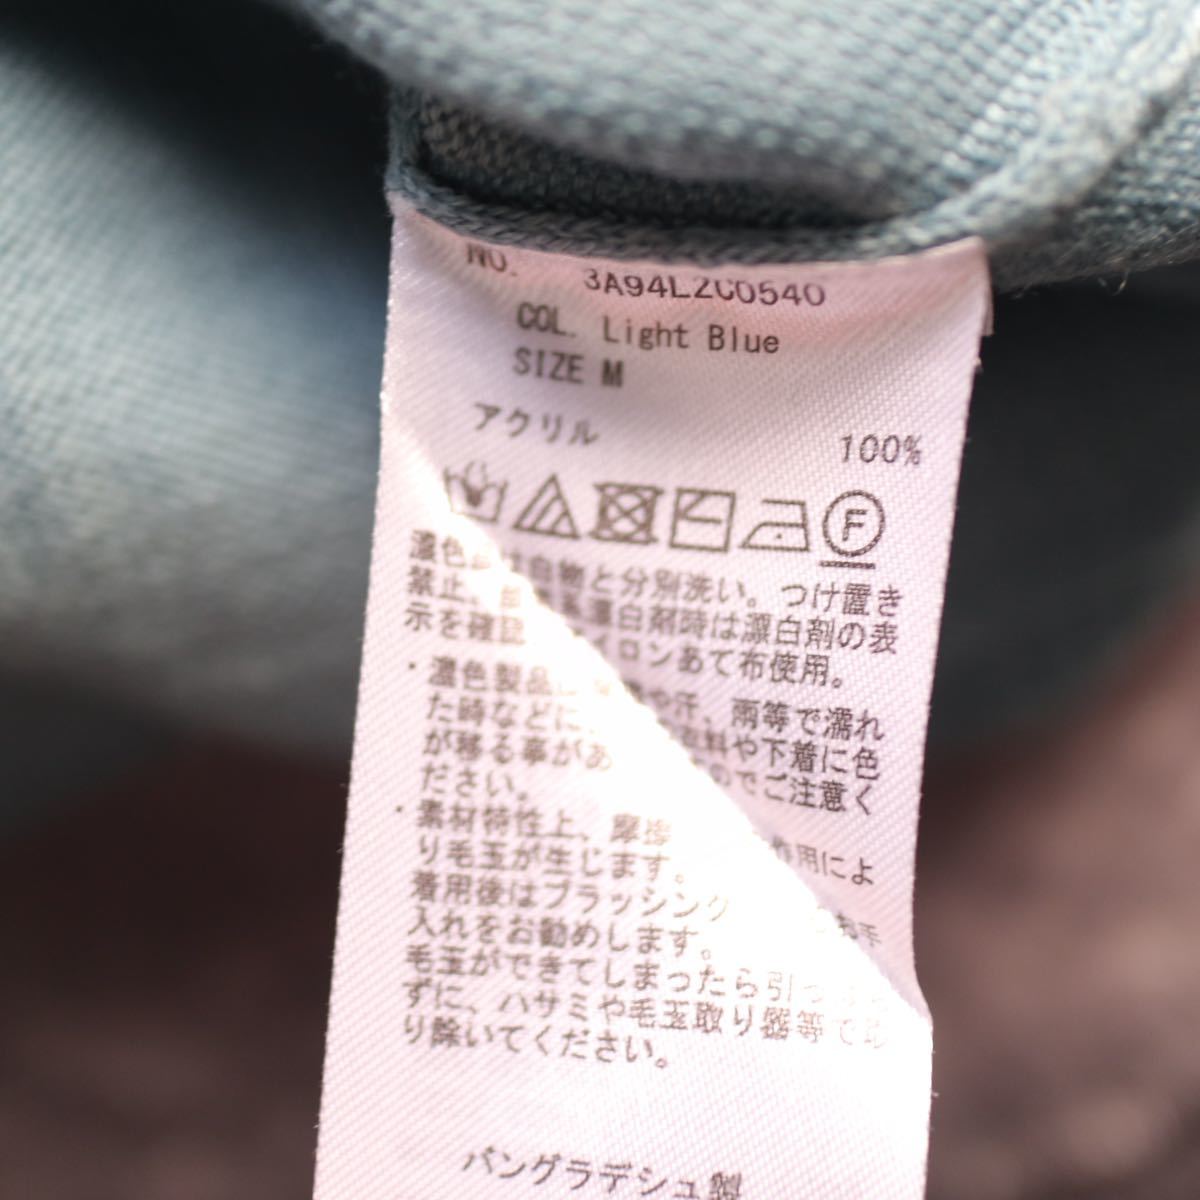 NO. 3A94LZC0540
COL. Light Blue
SIZE M
アクリル 100%
F
濃色 白物と分別洗い。つけ置き
禁止。 漂白剤時は漂白剤の表
示を確認 イロンあて布使用。
・濃色製品 汗、雨等で濡れ
た時などに、 や下着に色
が移る事があ のでご注意く
ださい。
・素材特性上、摩擦 作用によ
り毛玉が生じます。
着用後はブラッシング お手
入れをお勧めします。
毛玉ができてしまったら引っ
ずに、ハサミや毛玉取り器等で取
り除いてください。
バングラデシュ製